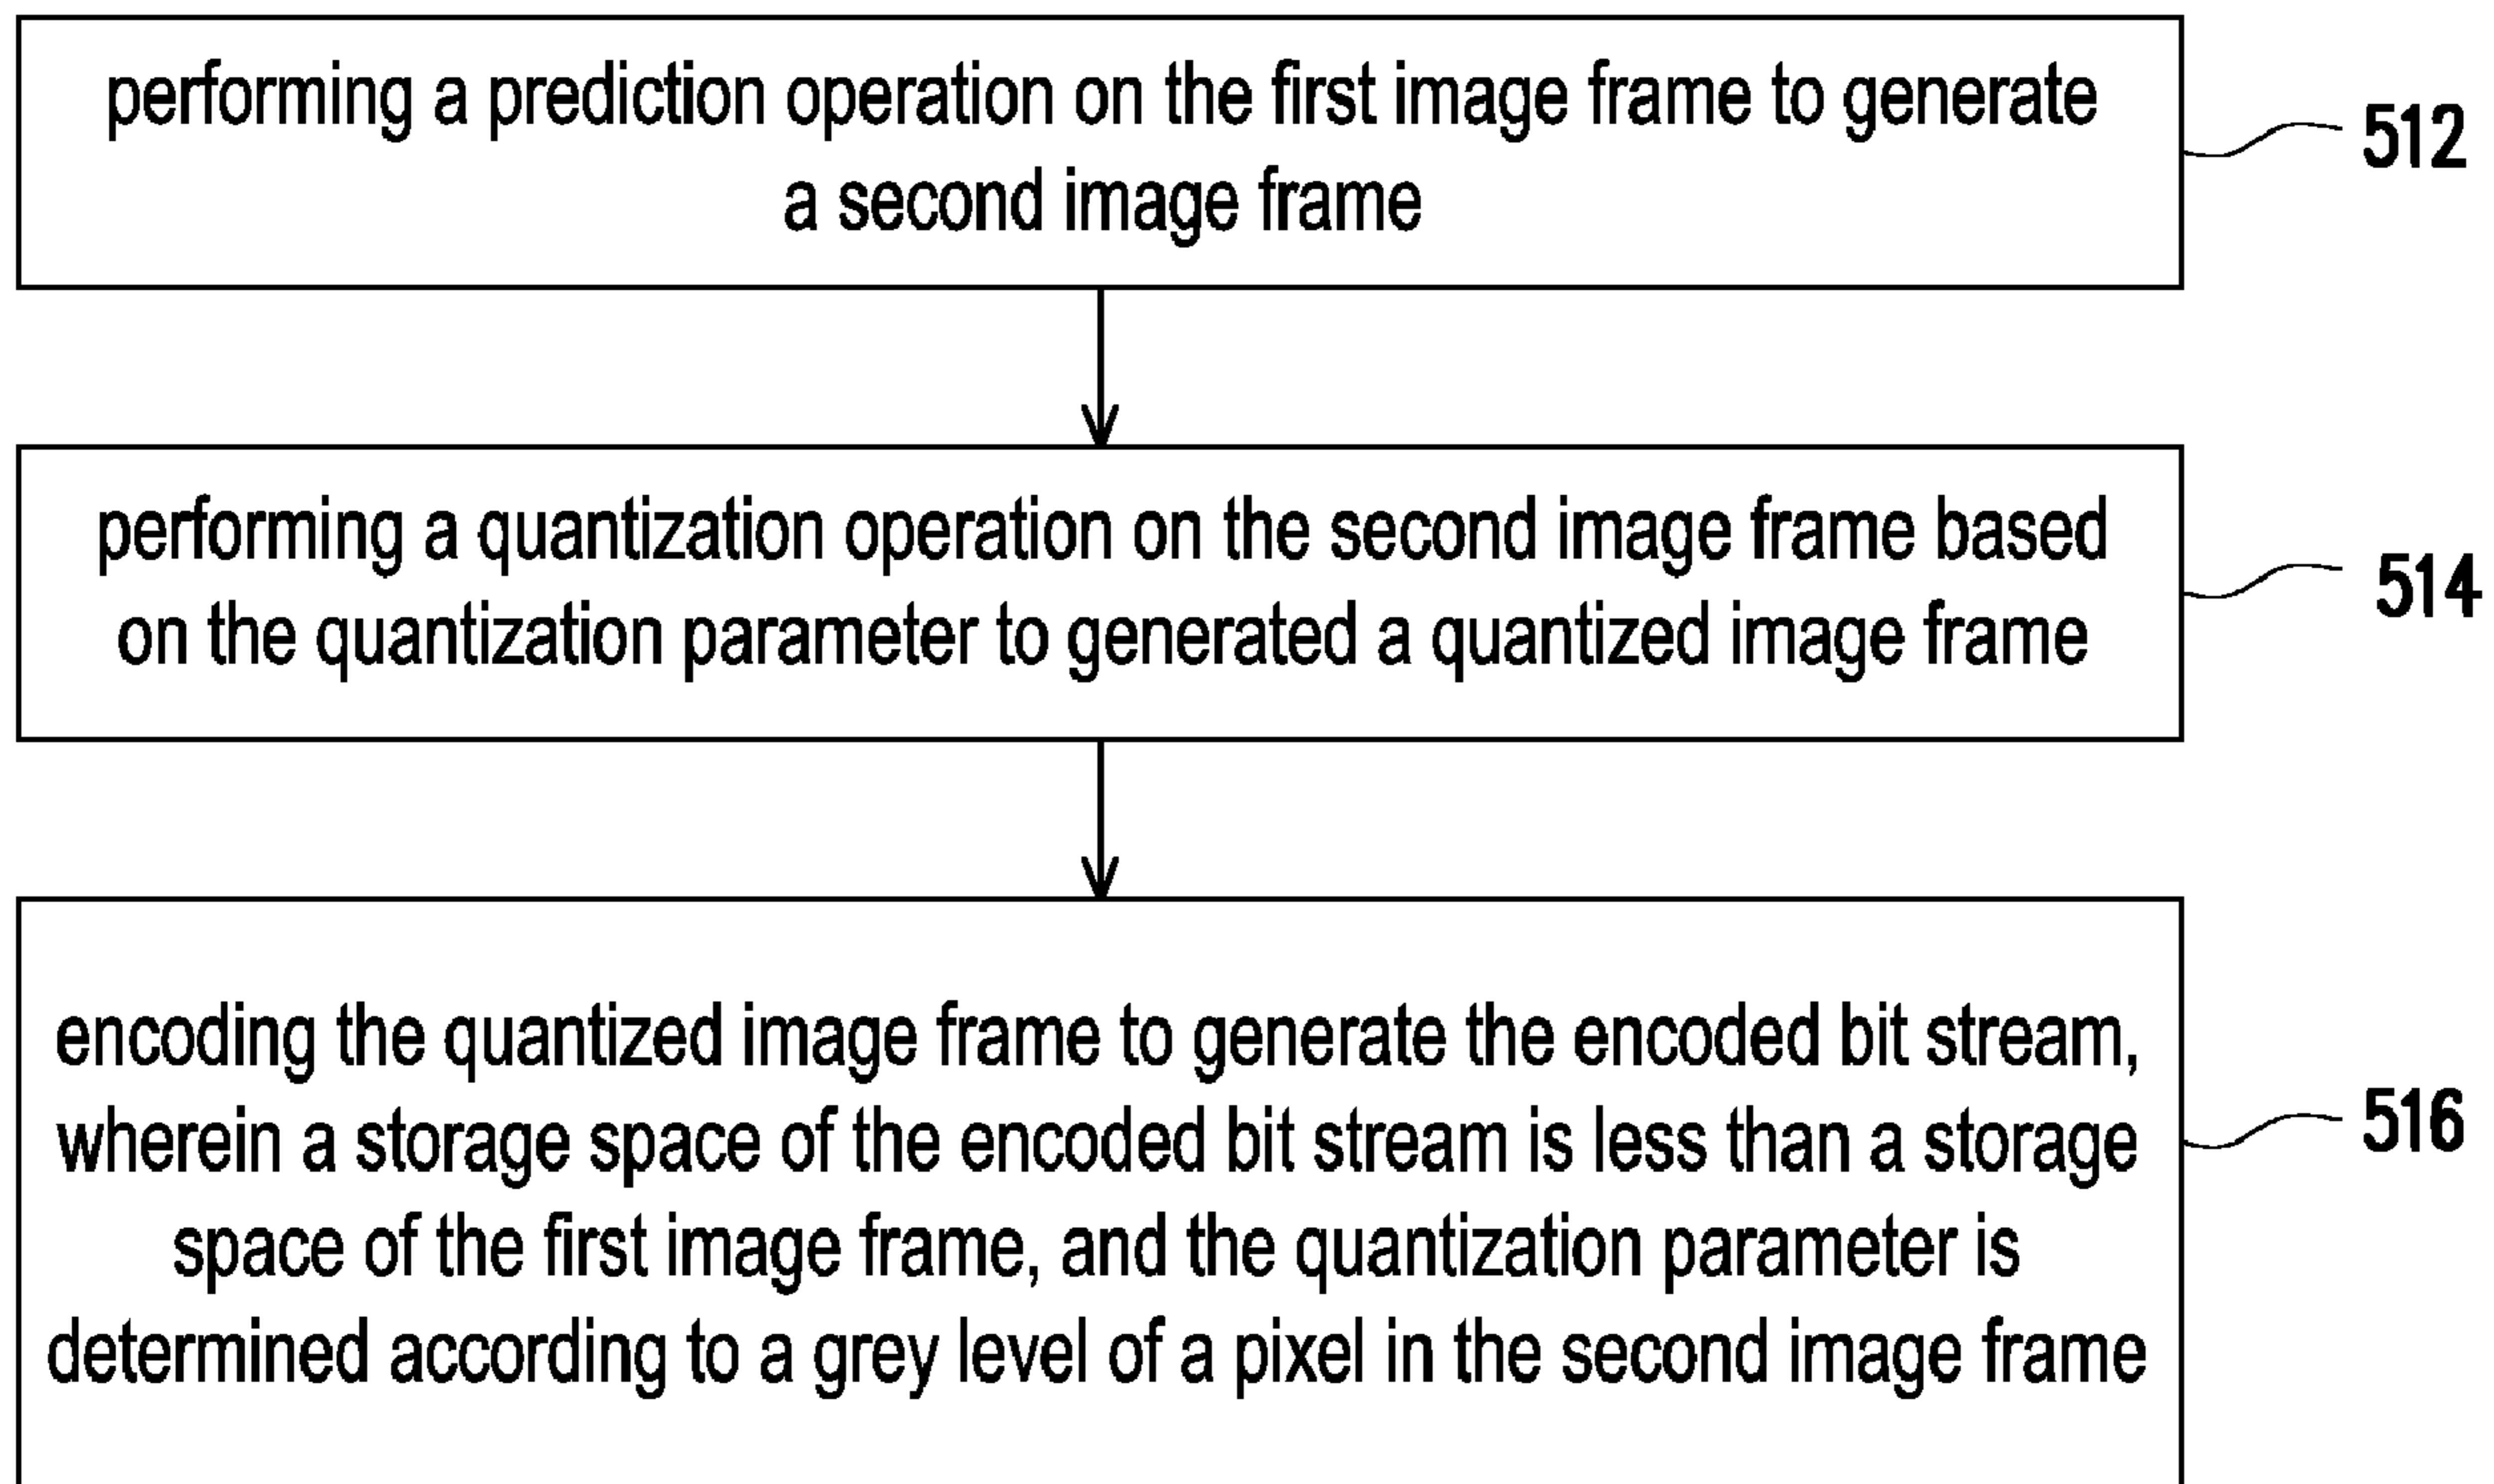 performing a prediction operation on the first image frame to generate
a second image frame
512
performing a quantization operation on the second image frame based
on the quantization parameter to generated a quantized image frame
514
encoding the quantized image frame to generate the encoded bit stream,
wherein a storage space of the encoded bit stream is less than a storage
space of the first image frame, and the quantization parameter is
determined according to a grey level of a pixel in the second image frame
516